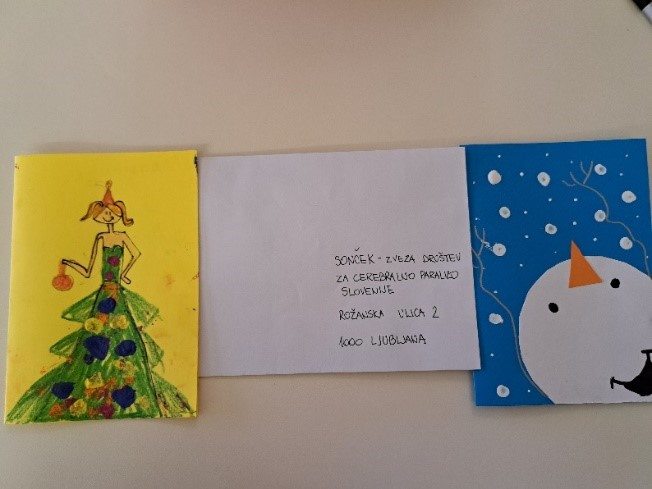 SONČEK - ZVEZA DRUŠTEV
ZA CEREBRALNO PARALIZO
SLOVENIJE
ROŽANSKA ULICA 2
1000 LJUBLJANA